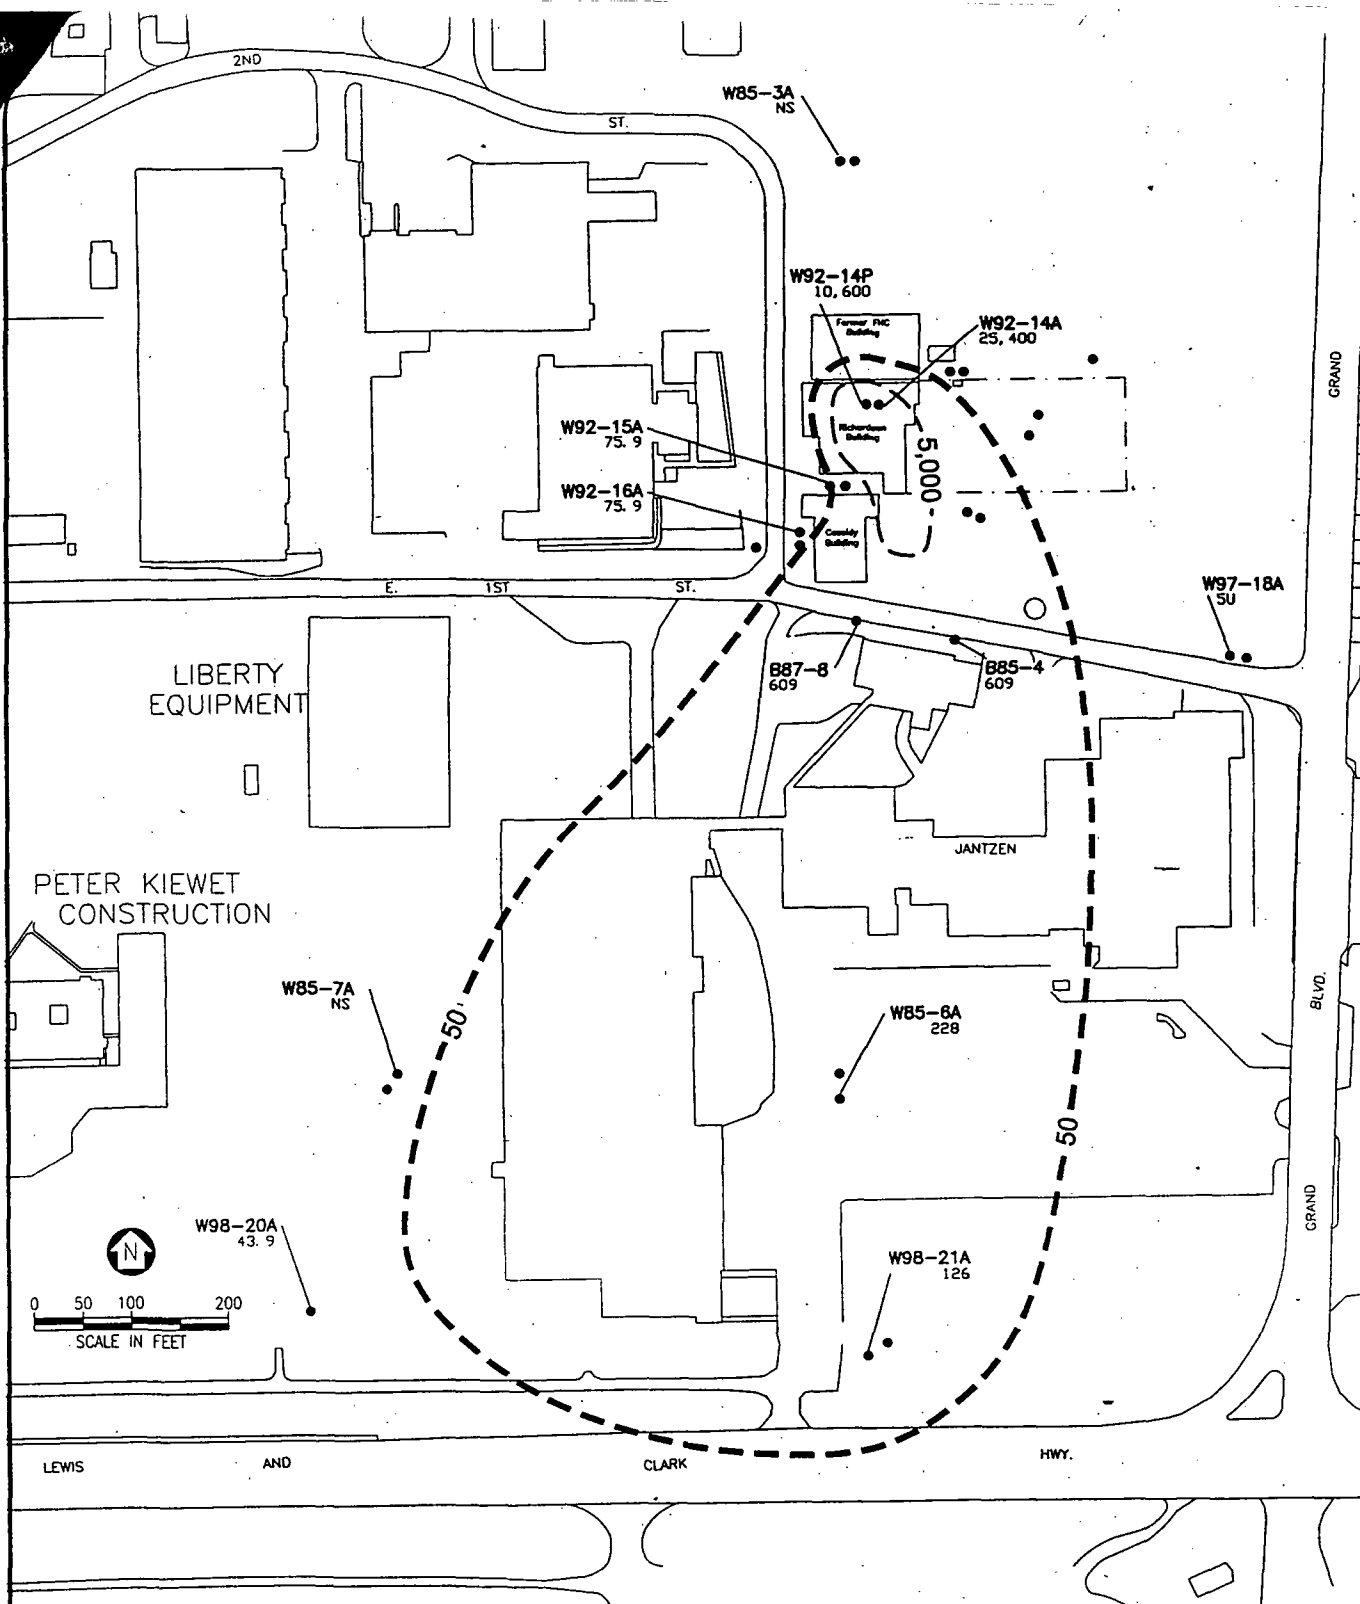 2ND
ST.
W85-3A
NS
W92-14P
10,600
Former FHC
Building
W92-14A
25,400
GRAND
W92-15A
75.9
Richardson
Building
5,000
W92-16A
75.9
Cassidy
Building
E. 1ST ST.
W97-18A
5U
LIBERTY
EQUIPMENT
B87-8
609
B85-4
609
JANTZEN
PETER KIEWET
CONSTRUCTION
W85-7A
NS
50
W85-6A
228
BLVD.
50
W98-20A
43.9
N
GRAND
W98-21A
126
0 50 100 200
SCALE IN FEET
LEWIS AND CLARK HWY.